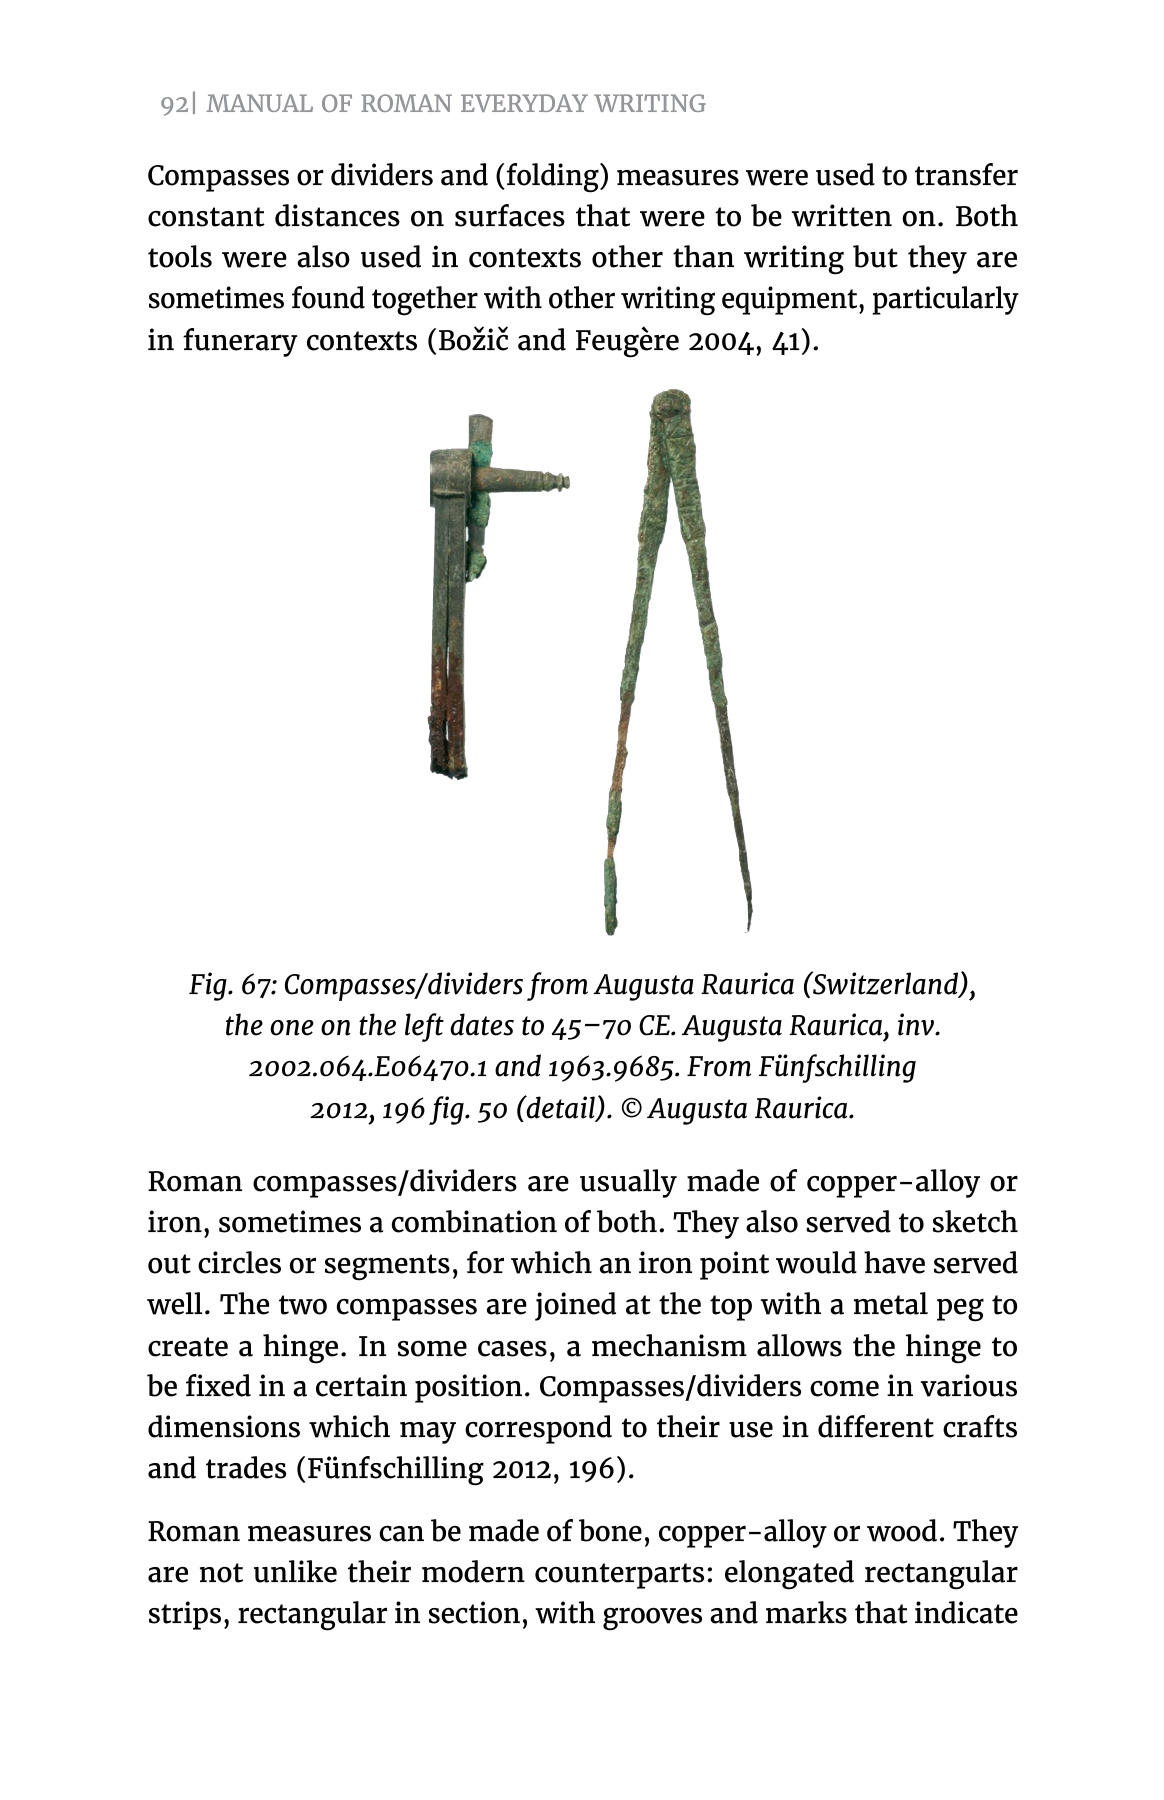 92| MANUAL OF ROMAN EVERYDAY WRITING
Compasses or dividers and (folding) measures were used to transfer
constant distances on surfaces that were to be written on. Both
tools were also used in contexts other than writing but they are
sometimes found together with other writing equipment, particularly
in funerary contexts (Božič and Feugère 2004, 41).
Fig. 67: Compasses/dividers from Augusta Raurica (Switzerland),
the one on the left dates to 45–70 CE. Augusta Raurica, inv.
2002.064.E06470.1 and 1963.9685. From Fünfschilling
2012, 196 fig. 50 (detail). © Augusta Raurica.
Roman compasses/dividers are usually made of copper-alloy or
iron, sometimes a combination of both. They also served to sketch
out circles or segments, for which an iron point would have served
well. The two compasses are joined at the top with a metal peg to
create a hinge. In some cases, a mechanism allows the hinge to
be fixed in a certain position. Compasses/dividers come in various
dimensions which may correspond to their use in different crafts
and trades (Fünfschilling 2012, 196).
Roman measures can be made of bone, copper-alloy or wood. They
are not unlike their modern counterparts: elongated rectangular
strips, rectangular in section, with grooves and marks that indicate